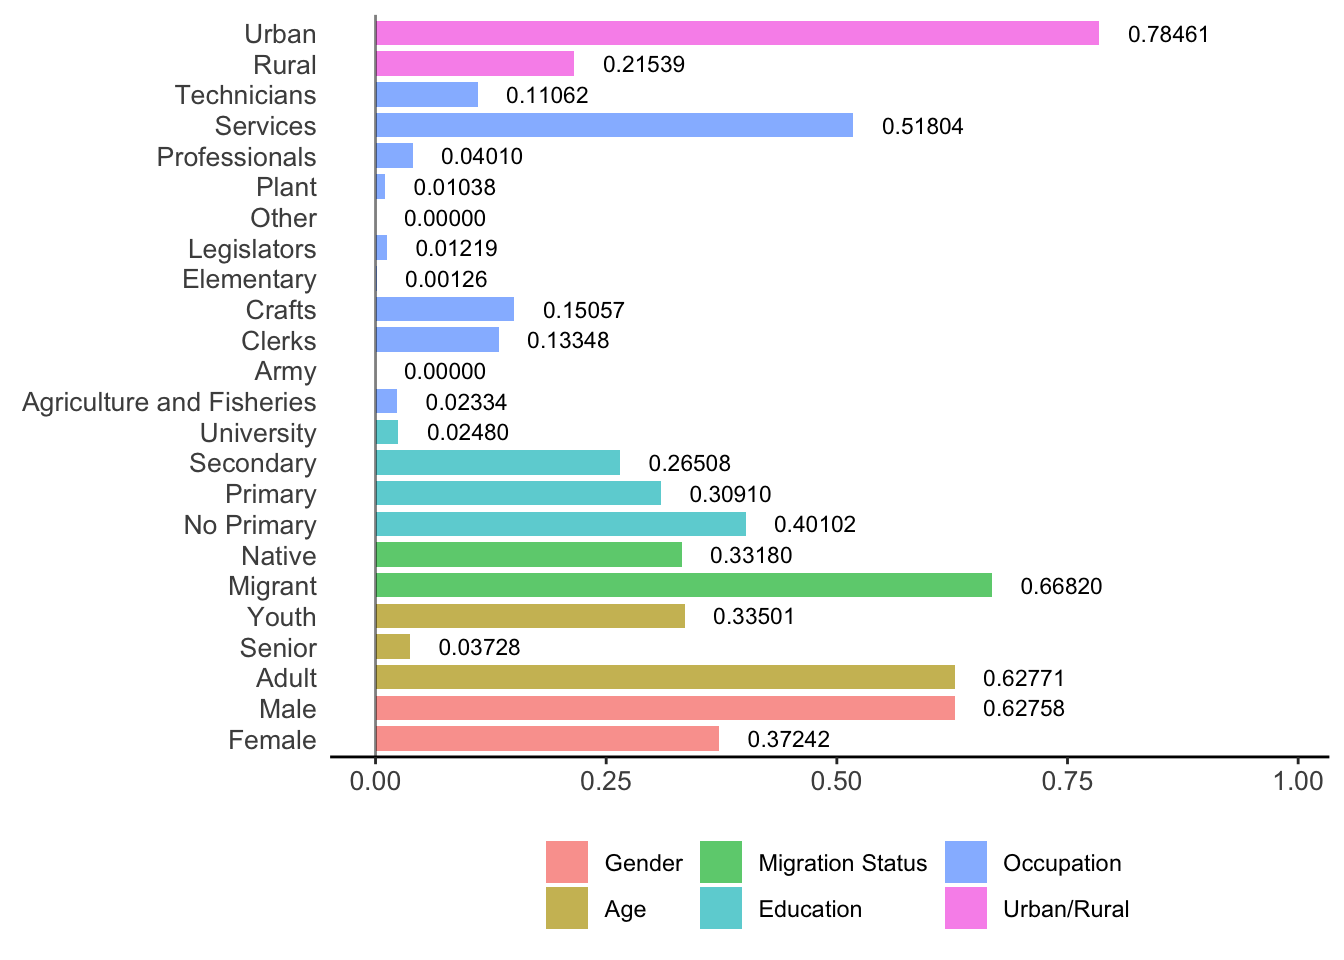 Urban 0.78461
Rural 0.21539
Technicians 0.11062
Services 0.51804
Professionals 0.04010
Plant 0.01038
Other 0.00000
Legislators 0.01219
Elementary 0.00126
Crafts 0.15057
Clerks 0.13348
Army 0.00000
Agriculture and Fisheries 0.02334
University 0.02480
Secondary 0.26508
Primary 0.30910
No Primary 0.40102
Native 0.33180
Migrant 0.66820
Youth 0.33501
Senior 0.03728
Adult 0.62771
Male 0.62758
Female 0.37242
0.00 0.25 0.50 0.75 1.00
Gender Migration Status Occupation
Age Education Urban/Rural